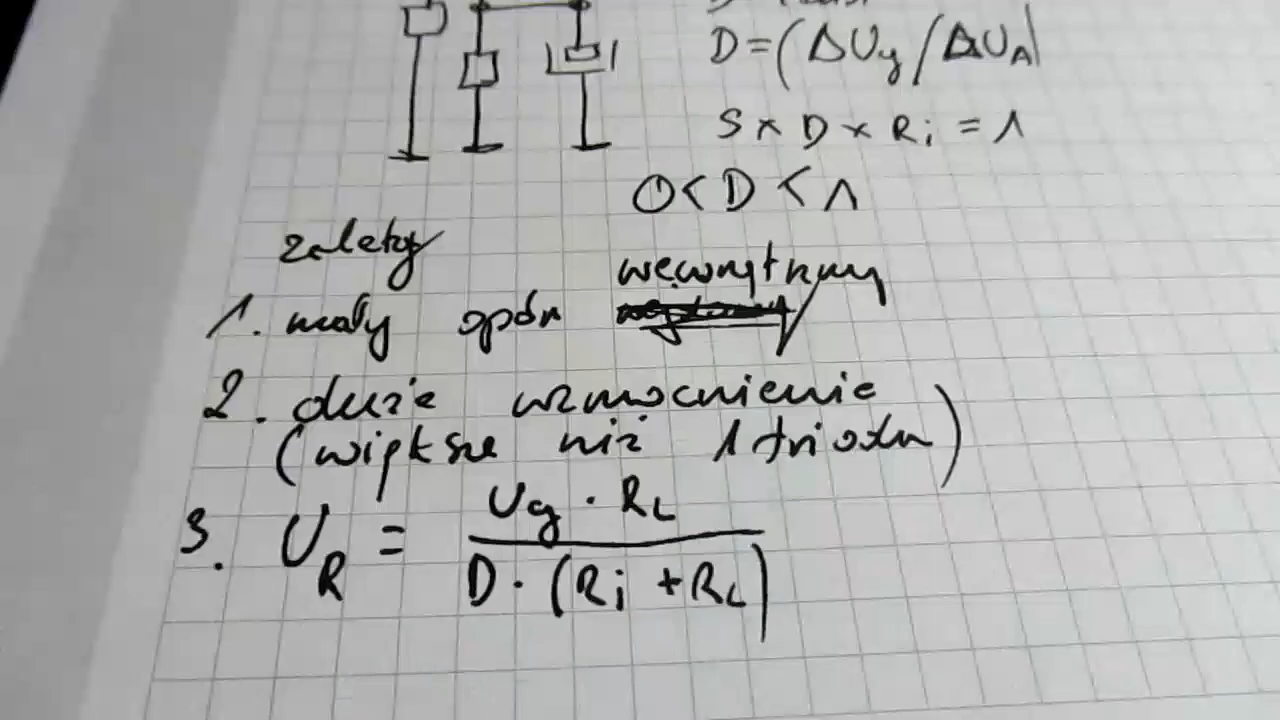 D = (ΔUg / ΔUA)
S × D × Ri = 1
0 < D < 1
zalety
1. mały opór wewnętrzny
2. duże wzmocnienie
(większe niż 1 trioda)
3. UR = Ug · RL / D · (Ri + RL)